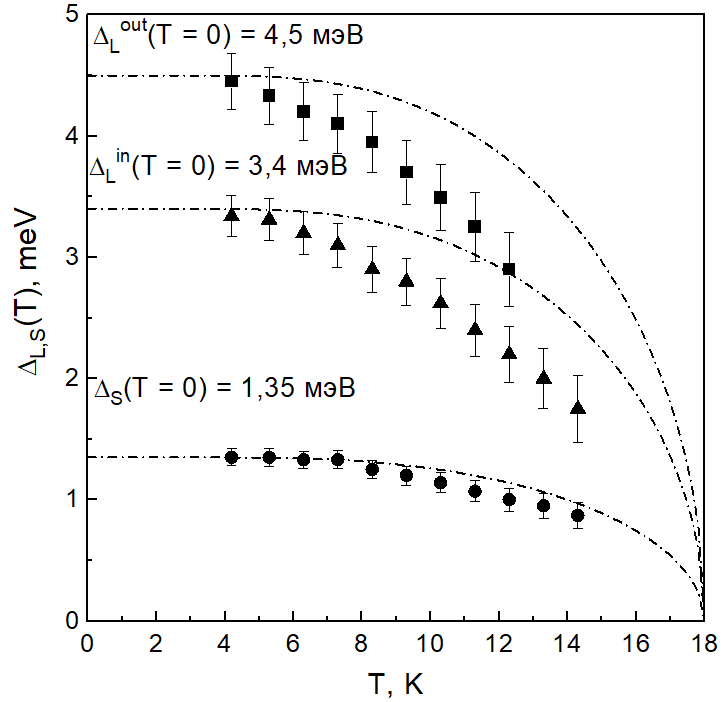 5
Δ_L^out(T = 0) = 4,5 мэВ
4
Δ_L^in(T = 0) = 3,4 мэВ
3
Δ_L,S(T), meV
2
Δ_S(T = 0) = 1,35 мэВ
1
0
0 2 4 6 8 10 12 14 16 18
T, K